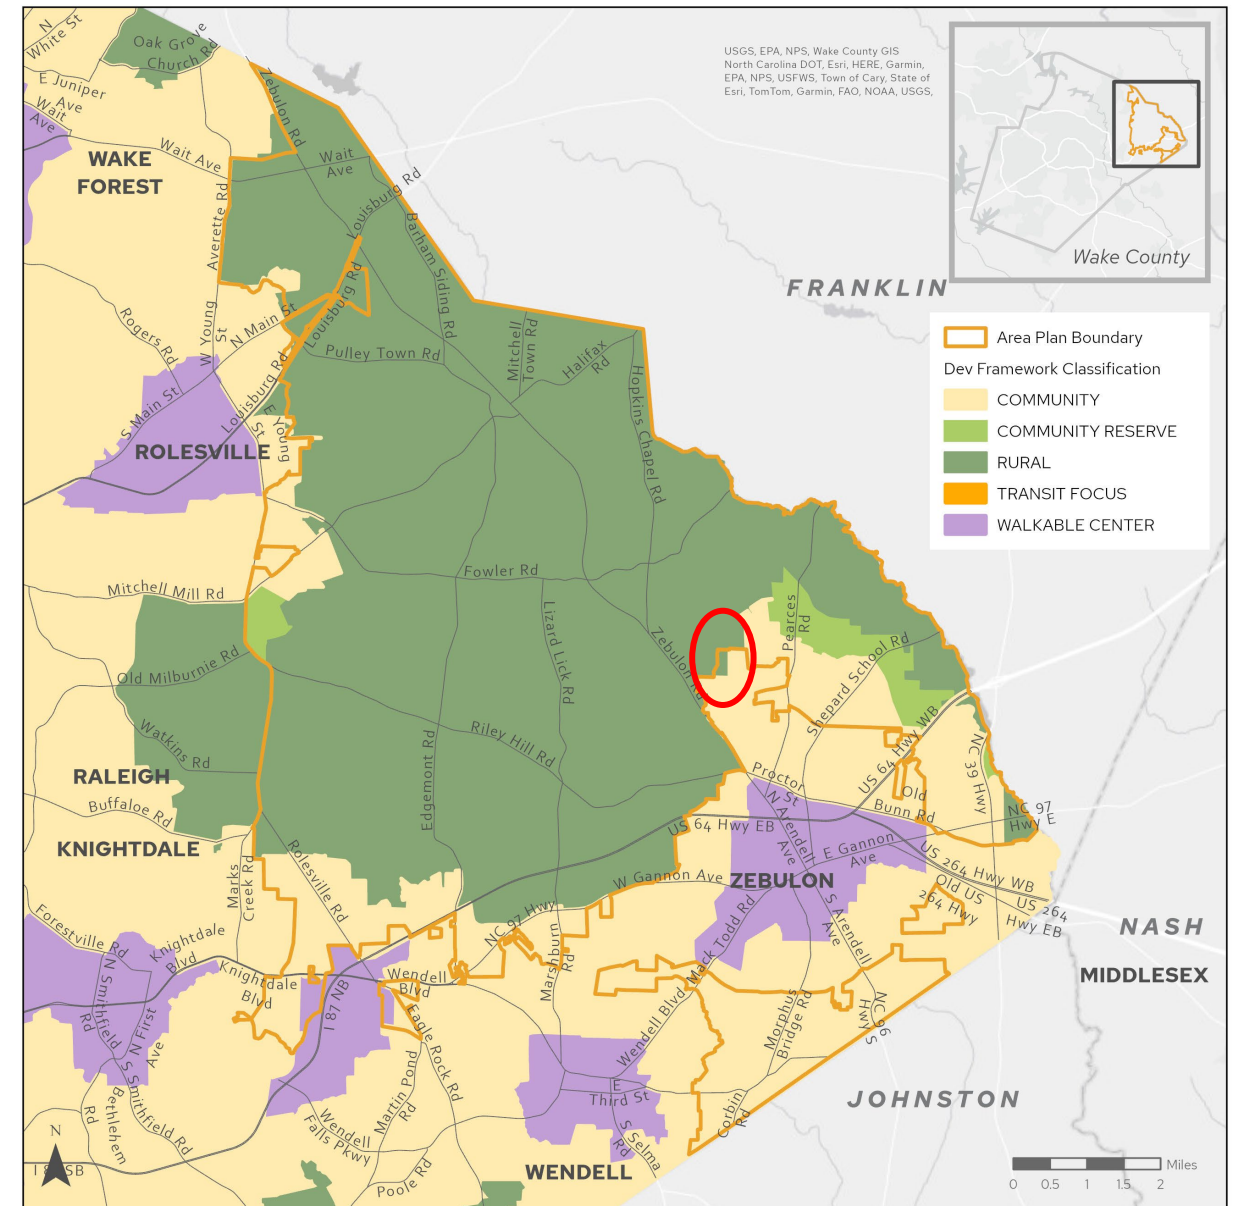 N
White St
Oak Grove
Church Rd
E Juniper
Ave
Wait
Ave
WAKE
FOREST
Wait Ave
Zebulon Rd
Wait
Ave
Averette Rd
Louisburg Rd
Barham Siding Rd
USGS, EPA, NPS, Wake County GIS
North Carolina DOT, Esri, HERE, Garmin,
EPA, NPS, USFWS, Town of Cary, State of
Esri, TomTom, Garmin, FAO, NOAA, USGS,
Wake County
FRANKLIN
Area Plan Boundary
Dev Framework Classification
COMMUNITY
COMMUNITY RESERVE
RURAL
TRANSIT FOCUS
WALKABLE CENTER
Rogers Rd
W Young
St
N Main St
Louisburg Rd
Pulley Town Rd
Mitchell
Town Rd
Halifax
Rd
Hopkins Chapel Rd
S Main St
Louisburg Rd
E Young
St
ROLESVILLE
Fowler Rd
Mitchell Mill Rd
Lizard Lick Rd
Zebulon Rd
Pearces
Rd
Shepard School Rd
Old Milburnie Rd
Watkins Rd
Riley Hill Rd
Edgemont Rd
RALEIGH
Buffaloe Rd
KNIGHTDALE
Proctor
St
US 64 Hwy WB
NC 39 Hwy
Old
Bunn Rd
NC 97
Hwy E
US 64 Hwy EB
N Arendell
Ave
E Gannon
Ave
US 264 Hwy WB
Old US
264 Hwy
US 264
Hwy EB
W Gannon Ave
ZEBULON
Marks
Creek Rd
Rolesville Rd
NC 97 Hwy
Marshburn
Rd
Mack Todd Rd
S Arendell
Ave
NASH
MIDDLESEX
Forestville Rd
Knightdale
Blvd
Knightdale
Blvd
N Smithfield
Rd
N First
Ave
I 87 NB
Wendell
Blvd
Eagle Rock Rd
Wendell Blvd
Morphus
Bridge Rd
NC 96
Hwy S
S Smithfield Rd
Bethlehem
Rd
Martin Pond
Rd
Wendell
Falls Pkwy
E
Third St
S Selma
Rd
Corbin
Rd
JOHNSTON
Poole Rd
WENDELL
N
I 87 SB
Miles
0 0.5 1 1.5 2